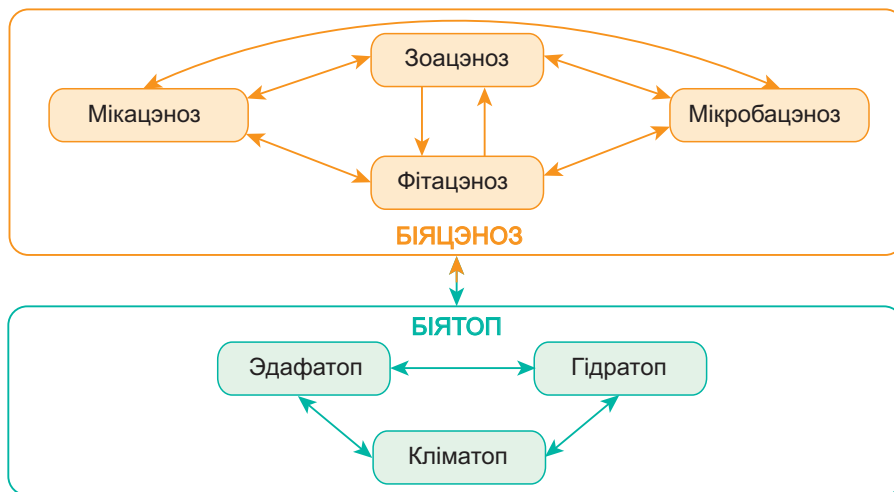 Зоацэноз
Мікацэноз
Мікробацэноз
Фітацэноз
БІЯЦЭНОЗ
БІЯТОП
Эдафатоп
Гідратоп
Кліматоп